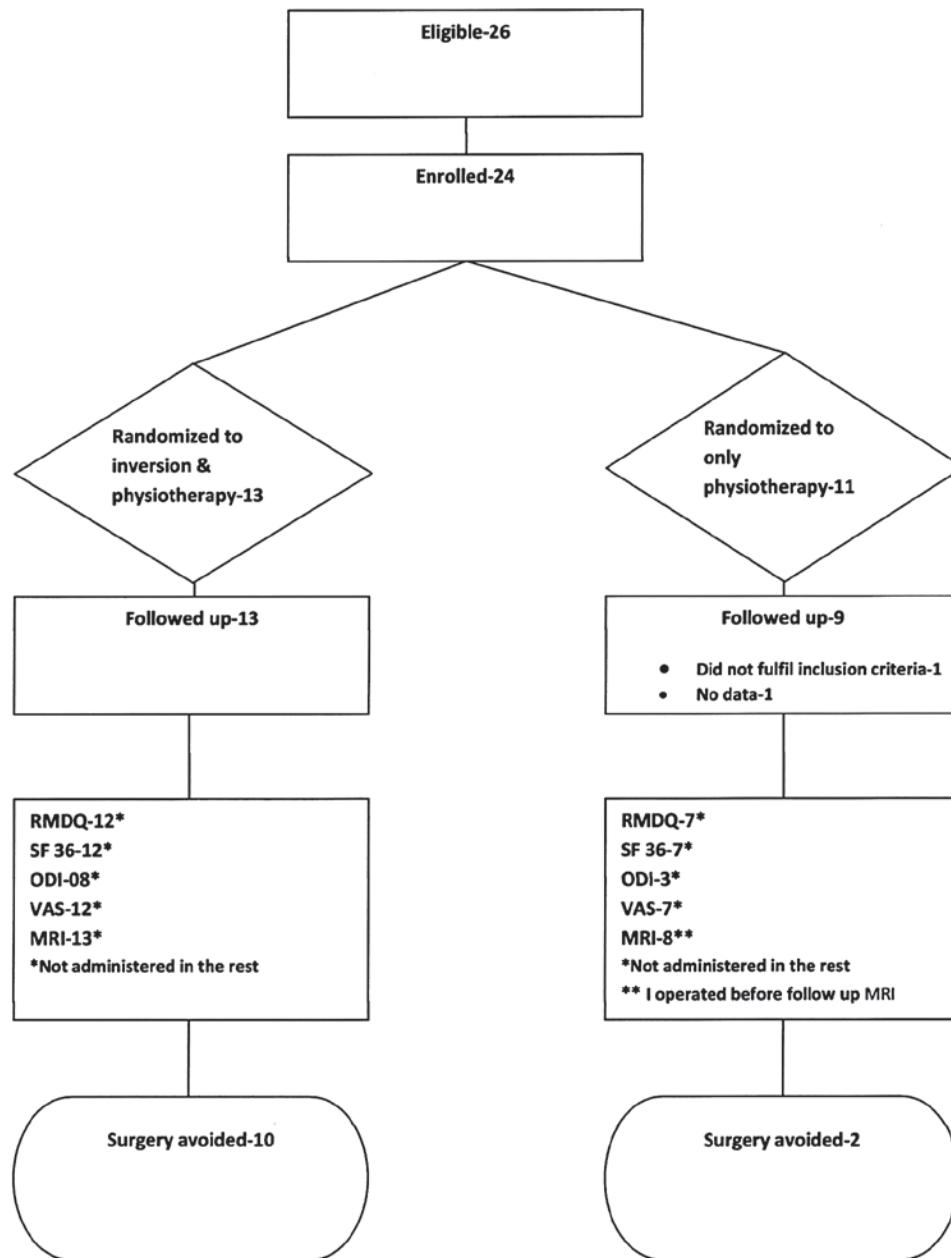 Eligible-26
Enrolled-24
Randomized to
inversion &
physiotherapy-13
Randomized to
only
physiotherapy-11
Followed up-13
Followed up-9
• Did not fulfil inclusion criteria-1
• No data-1
RMDQ-12*
SF 36-12*
ODI-08*
VAS-12*
MRI-13*
*Not administered in the rest
RMDQ-7*
SF 36-7*
ODI-3*
VAS-7*
MRI-8**
*Not administered in the rest
** I operated before follow up MRI
Surgery avoided-10
Surgery avoided-2